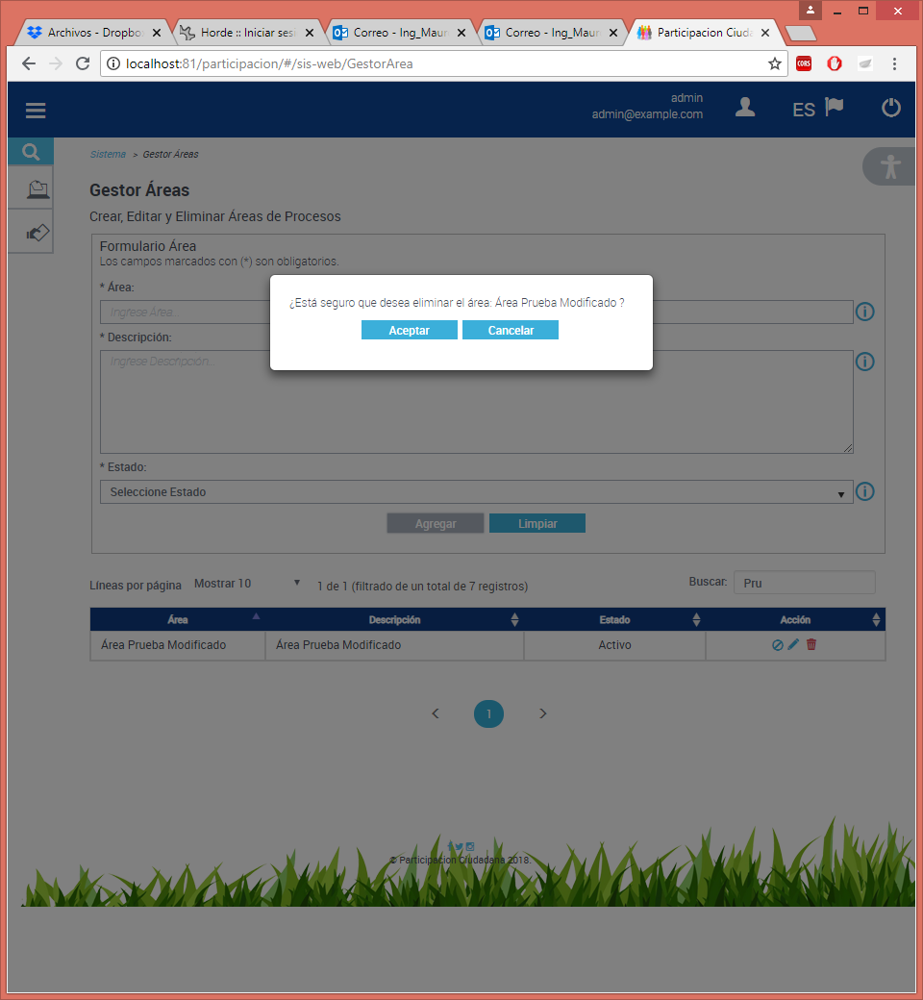 Archivos - Dropbo
Horde :: Iniciar sesi
Correo - Ing_Maur
Correo - Ing_Maur
Participacion Ciuda
localhost:81/participacion/#/sis-web/GestorArea
CORS
admin
admin@example.com
ES
Sistema > Gestor Áreas
Gestor Áreas
Crear, Editar y Eliminar Áreas de Procesos
Formulario Área
Los campos marcados con (*) son obligatorios.
* Área:
Ingrese Área...
¿Está seguro que desea eliminar el área: Área Prueba Modificado ?
Aceptar Cancelar
* Descripción:
Ingrese Descripción...
* Estado:
Seleccione Estado
Agregar Limpiar
Líneas por página Mostrar 10 1 de 1 (filtrado de un total de 7 registros) Buscar: Pru
Área Descripción Estado Acción
Área Prueba Modificado Área Prueba Modificado Activo
< 1 >
© Participacion Ciudadana 2018.